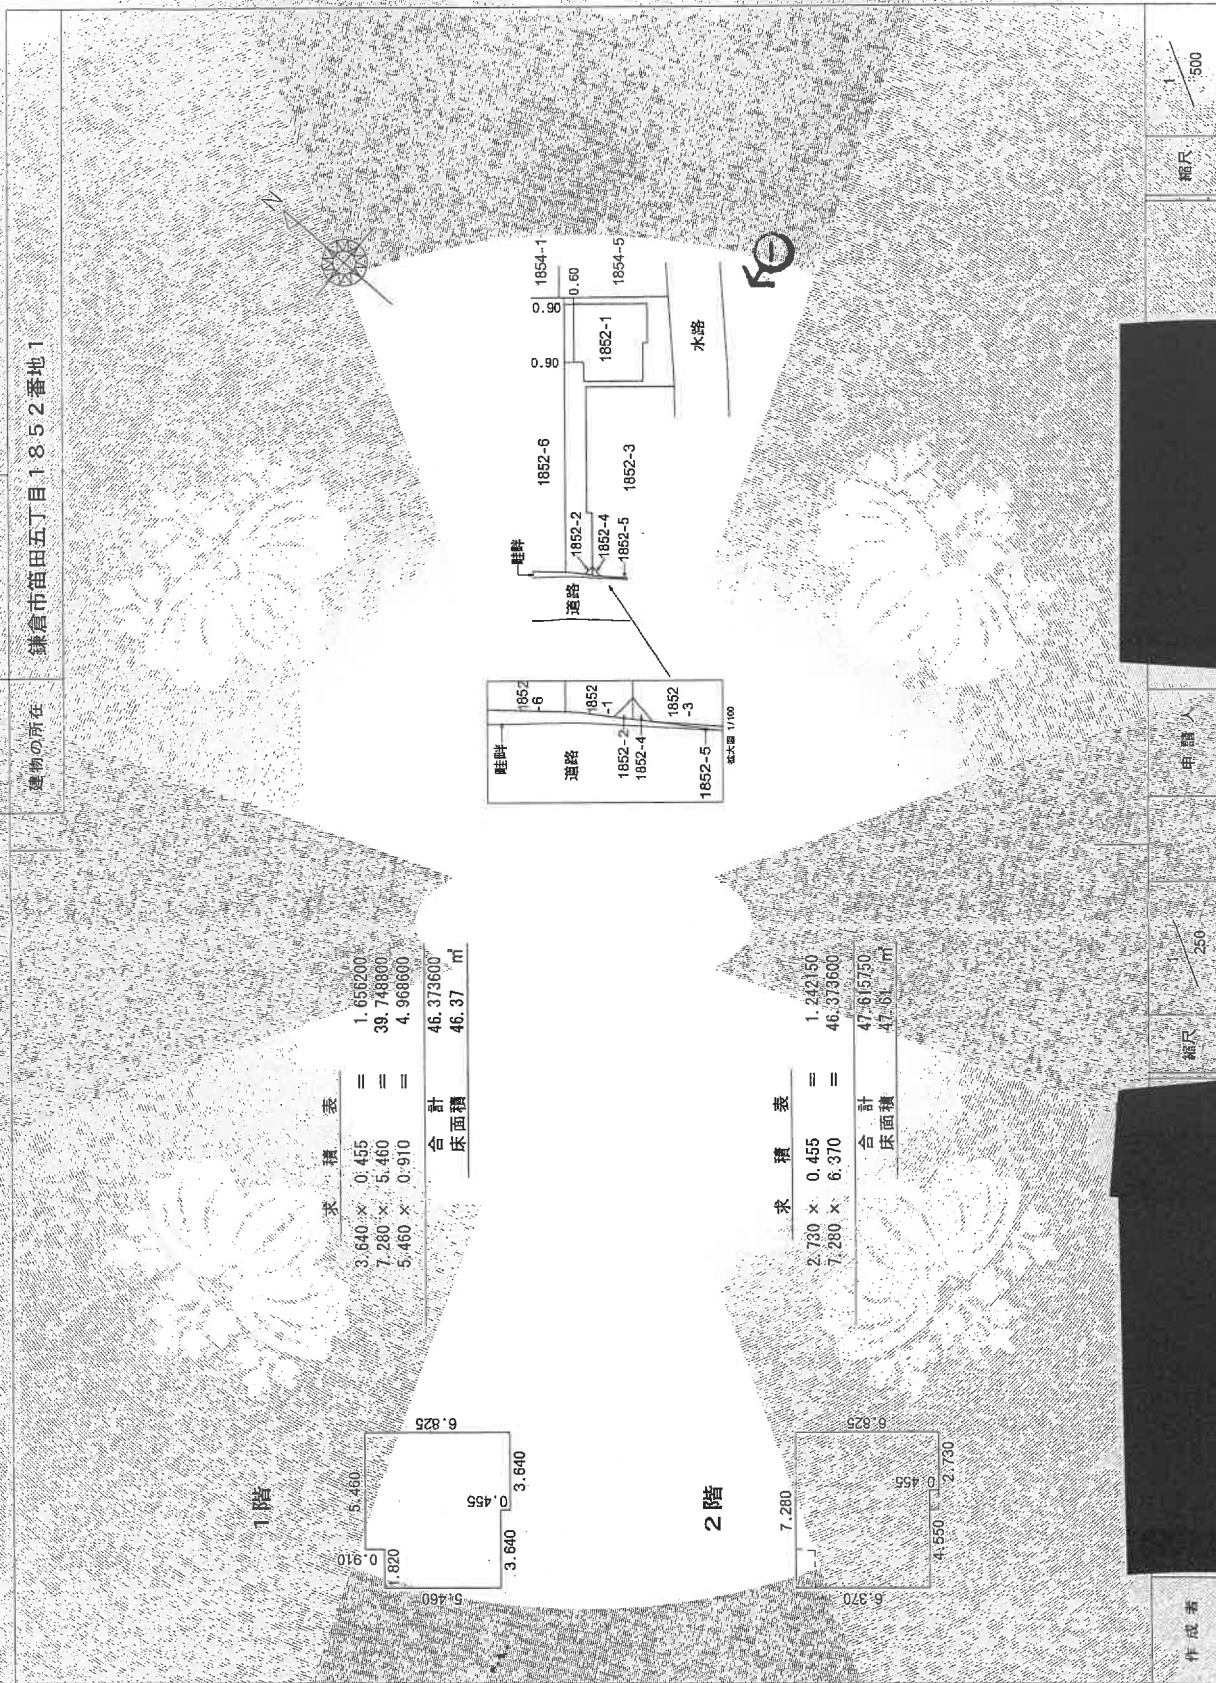 建物の所在
鎌倉市笛田五丁目1852番地1
1階
5.460
6.825
3.640
0.455
3.640
5.460
1.820
0.910
求積表
3.640 × 0.455 = 1.656200
7.280 × 5.460 = 39.748800
5.460 × 0.910 = 4.968600
合計 46.373600
床面積 46.37 ㎡
2階
7.280
6.825
2.730
0.455
4.550
6.370
求積表
2.730 × 0.455 = 1.242150
7.280 × 6.370 = 46.373600
合計 47.615750
床面積 47.61 ㎡
畦畔
道路
1852-6
1852-1
1852-2
1852-4
1852-3
1852-5
拡大図 1/100
N
畦畔
道路
1852-6
1852-2
1852-4
1852-5
1852-3
0.90
0.90
0.60
1852-1
1854-1
1854-5
水路
1
作成者
縮尺
1/250
申請人
縮尺
1/500